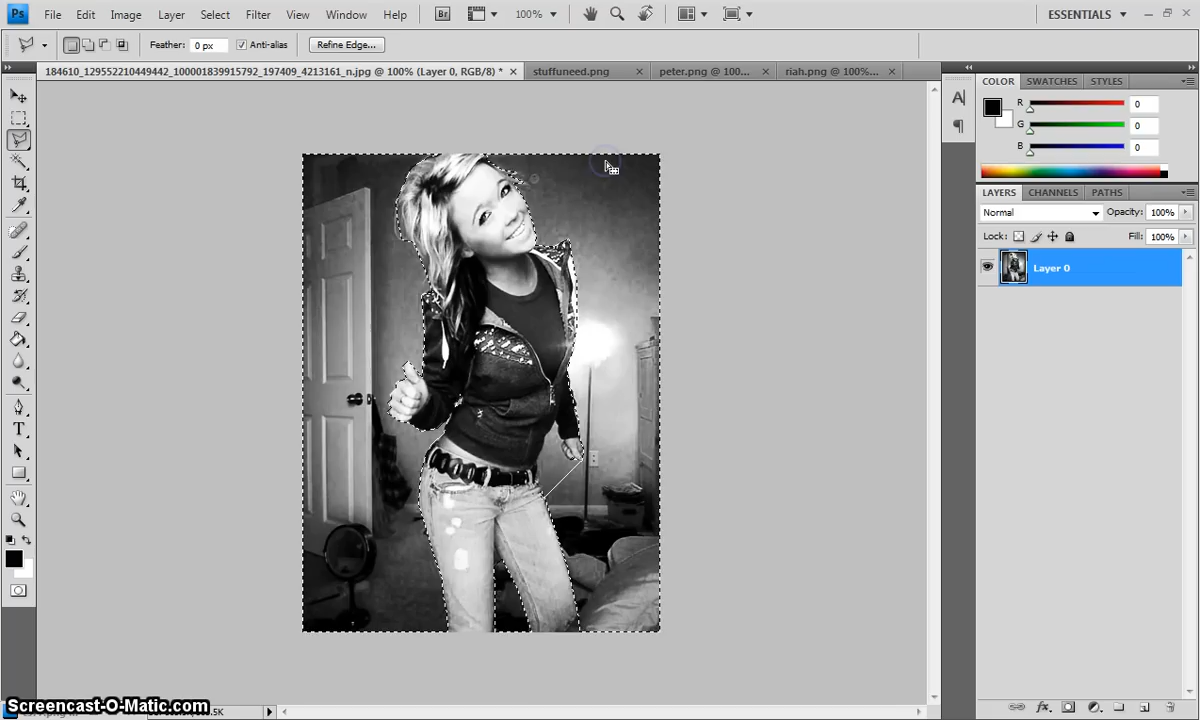 Ps File Edit Image Layer Select Filter View Window Help Br 100% ESSENTIALS
Feather: 0 px Anti-alias Refine Edge...
184610_129552210449442_100001839915792_197409_4213161_n.jpg @ 100% (Layer 0, RGB/8) * stuffuneed.png peter.png @ 100... riah.png @ 100%...
COLOR SWATCHES STYLES
R 0
G 0
B 0
LAYERS CHANNELS PATHS
Normal Opacity: 100%
Lock: Fill: 100%
Layer 0
Screencast-O-Matic.com